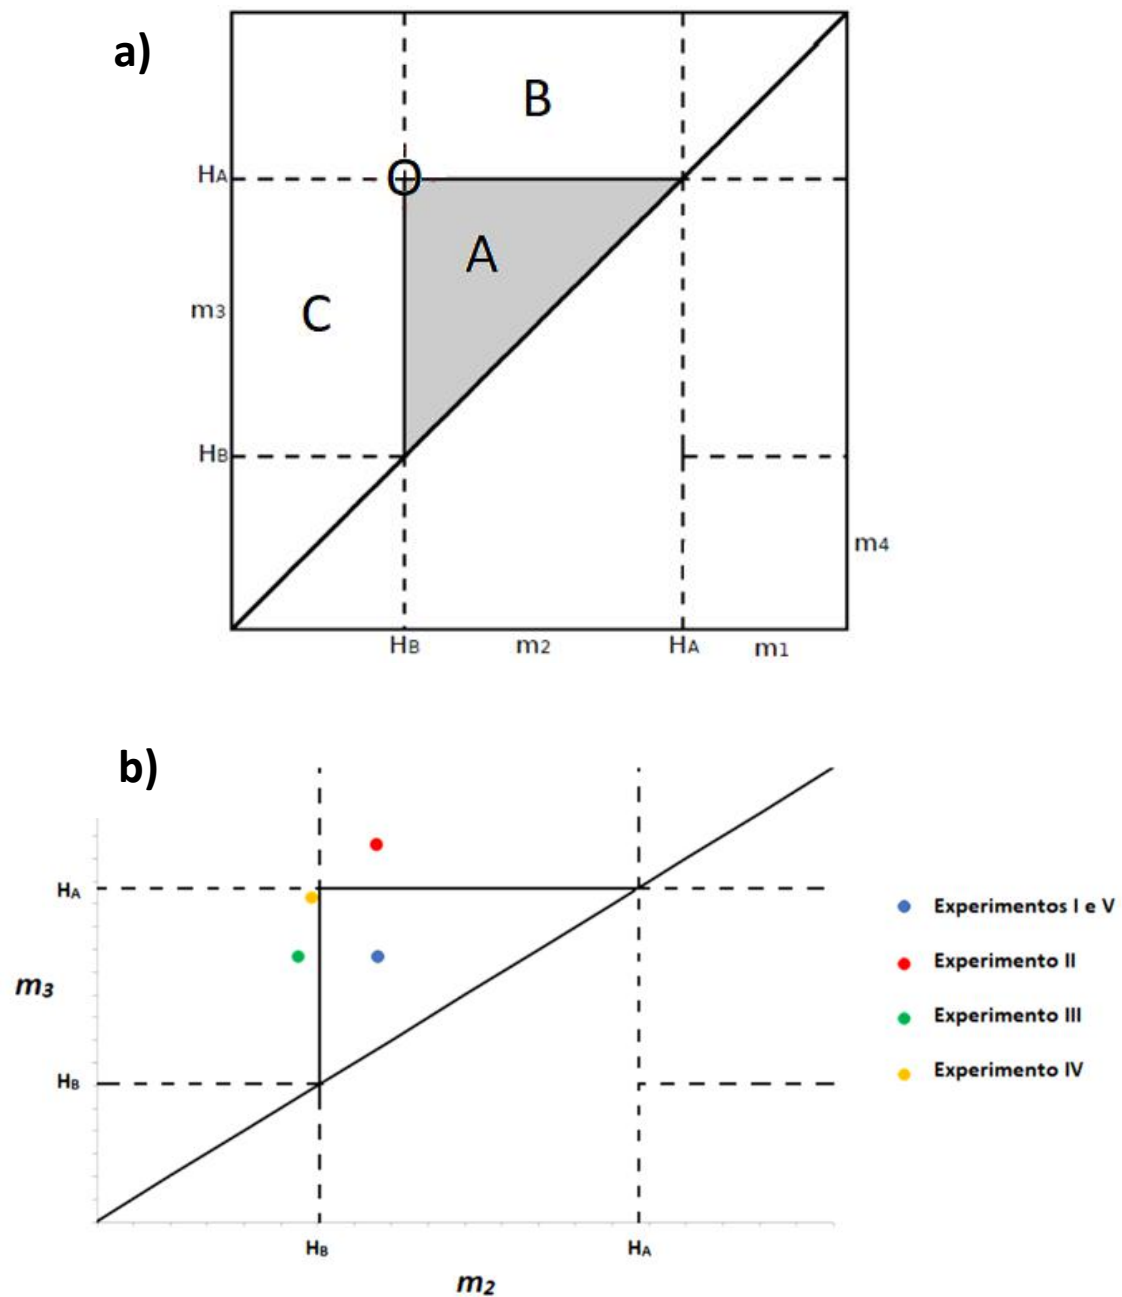 a)
B
HA
O
A
m3
C
HB
m4
HB m2 HA m1
b)
HA
Experimentos I e V
Experimento II
m3
Experimento III
HB
Experimento IV
HB HA
m2